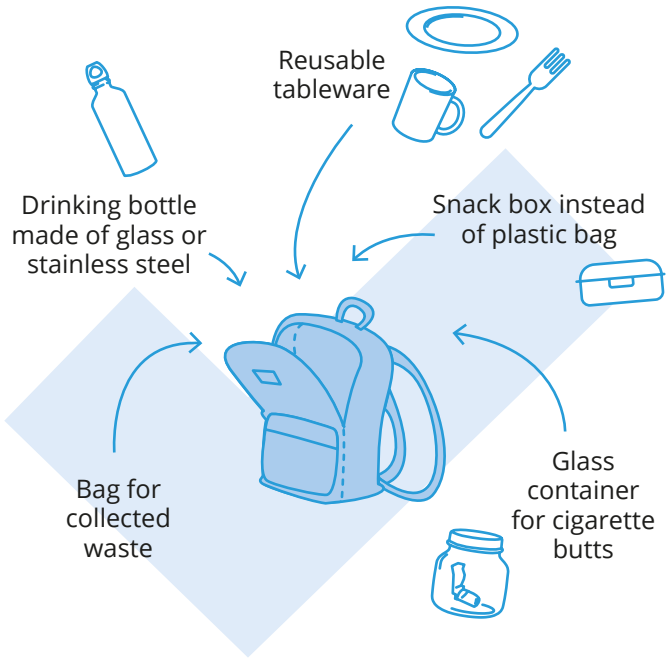 Reusable
tableware
Drinking bottle
made of glass or
stainless steel
Snack box instead
of plastic bag
Bag for
collected
waste
Glass
container
for cigarette
butts